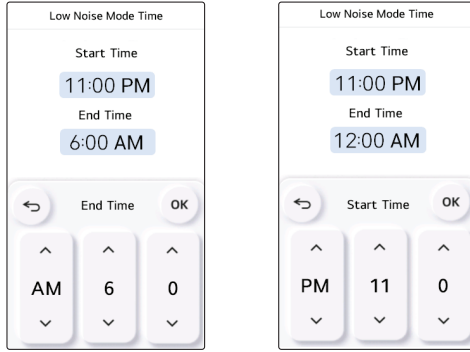 Low Noise Mode Time
Start Time
11:00 PM
End Time
6:00 AM
End Time
OK
AM 6 0
Low Noise Mode Time
Start Time
11:00 PM
End Time
12:00 AM
Start Time
OK
PM 11 0